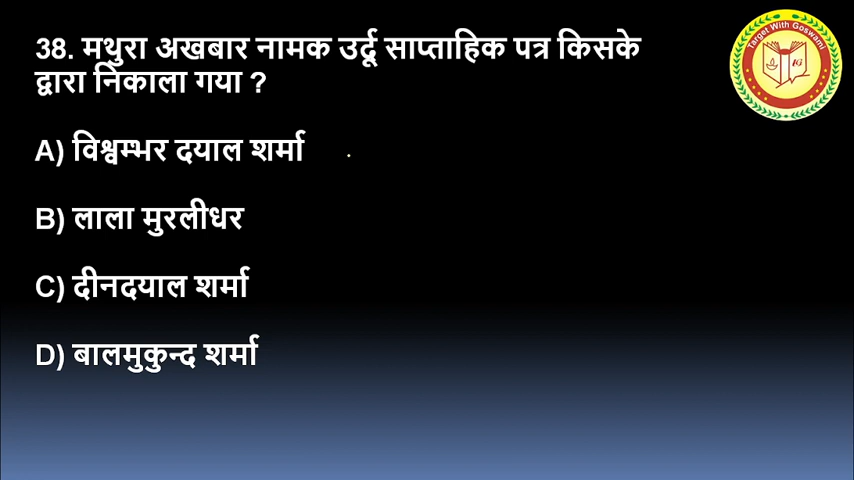 38. मथुरा अखबार नामक उर्दू साप्ताहिक पत्र किसके
द्वारा निकाला गया ?
A) विश्वम्भर दयाल शर्मा
B) लाला मुरलीधर
C) दीनदयाल शर्मा
D) बालमुकुन्द शर्मा
Target With Goswami